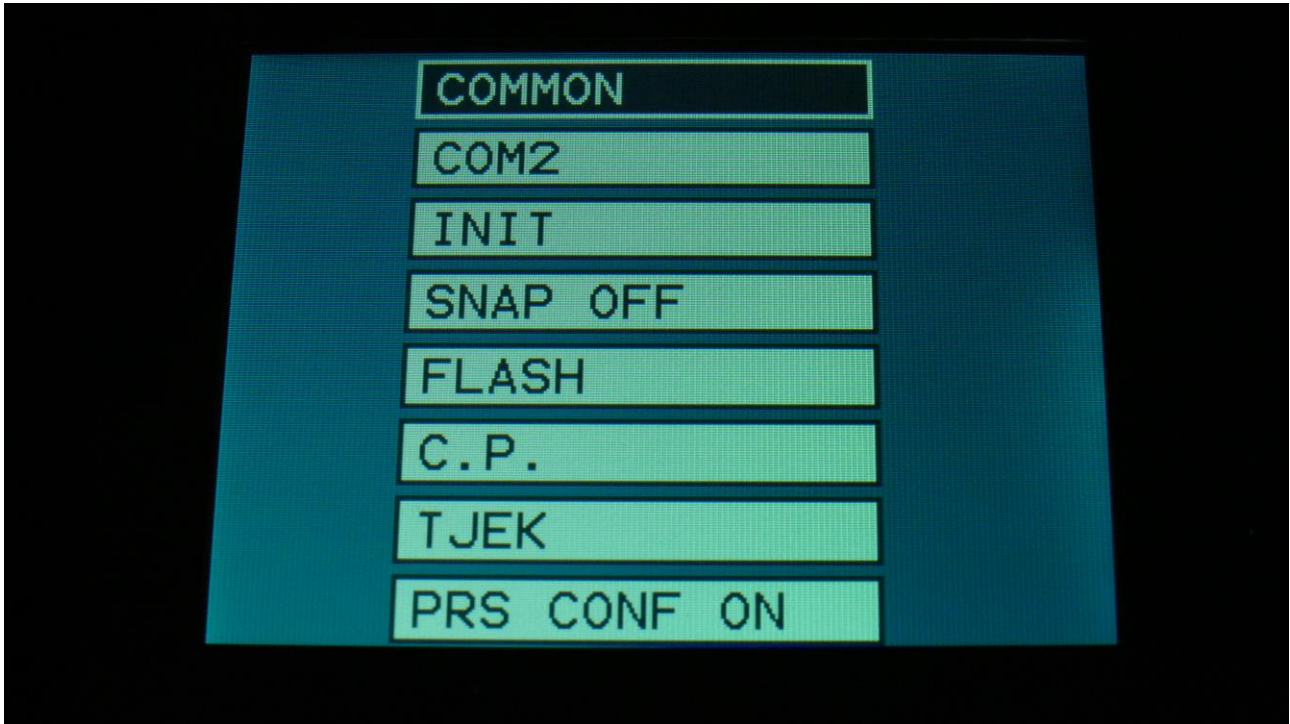 COMMON
COM2
INIT
SNAP OFF
FLASH
C.P.
TJEK
PRS CONF ON